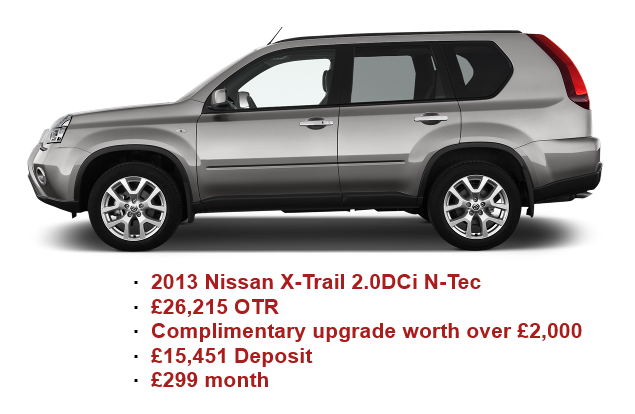 · 2013 Nissan X-Trail 2.0DCi N-Tec
· £26,215 OTR
· Complimentary upgrade worth over £2,000
· £15,451 Deposit
· £299 month